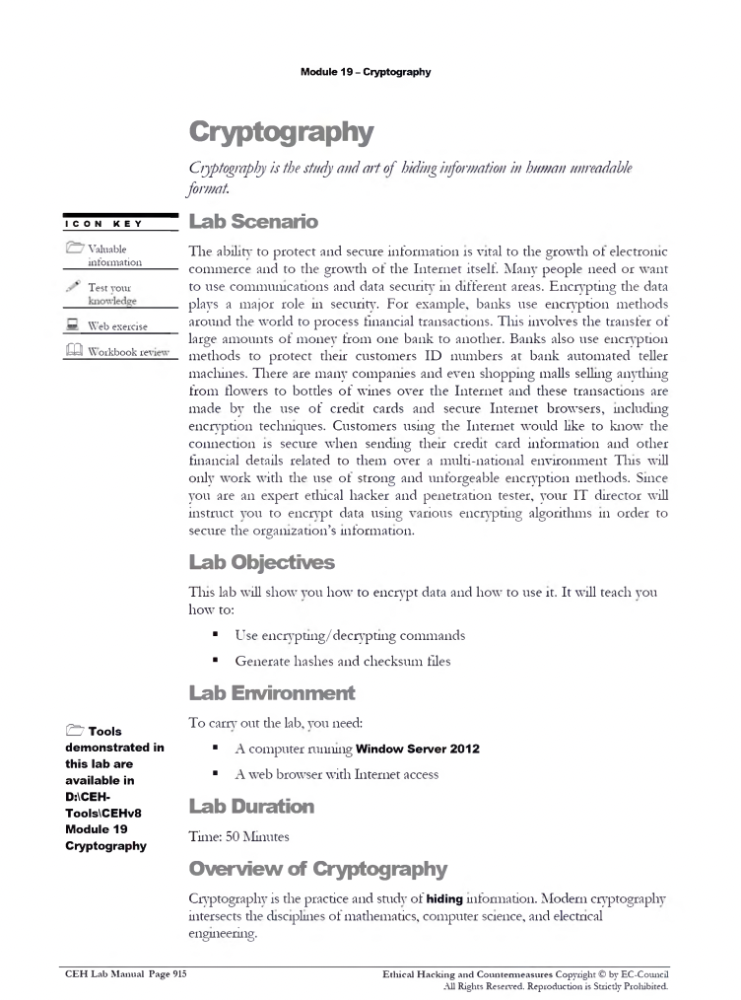 Module 19 – Cryptography
Cryptography
Cryptography is the study and art of hiding information in human unreadable
format.
ICON KEY
Valuable
information
Test your
knowledge
Web exercise
Workbook review
Lab Scenario
The ability to protect and secure information is vital to the growth of electronic
commerce and to the growth of the Internet itself. Many people need or want
to use communications and data security in different areas. Encrypting the data
plays a major role in security. For example, banks use encryption methods
around the world to process financial transactions. This involves the transfer of
large amounts of money from one bank to another. Banks also use encryption
methods to protect their customers ID numbers at bank automated teller
machines. There are many companies and even shopping malls selling anything
from flowers to bottles of wines over the Internet and these transactions are
made by the use of credit cards and secure Internet browsers, including
encryption techniques. Customers using the Internet would like to know the
connection is secure when sending their credit card information and other
financial details related to them over a multi-national environment This will
only work with the use of strong and unforgeable encryption methods. Since
you are an expert ethical hacker and penetration tester, your IT director will
instruct you to encrypt data using various encrypting algorithms in order to
secure the organization's information.
Lab Objectives
This lab will show you how to encrypt data and how to use it. It will teach you
how to:
▪ Use encrypting/decrypting commands
▪ Generate hashes and checksum files
Lab Environment
To carry out the lab, you need:
▪ A computer running Window Server 2012
▪ A web browser with Internet access
Tools
demonstrated in
this lab are
available in
D:\CEH-
Tools\CEHv8
Module 19
Cryptography
Lab Duration
Time: 50 Minutes
Overview of Cryptography
Cryptography is the practice and study of hiding information. Modern cryptography
intersects the disciplines of mathematics, computer science, and electrical
engineering.
CEH Lab Manual Page 915
Ethical Hacking and Countermeasures Copyright © by EC-Council
All Rights Reserved. Reproduction is Strictly Prohibited.